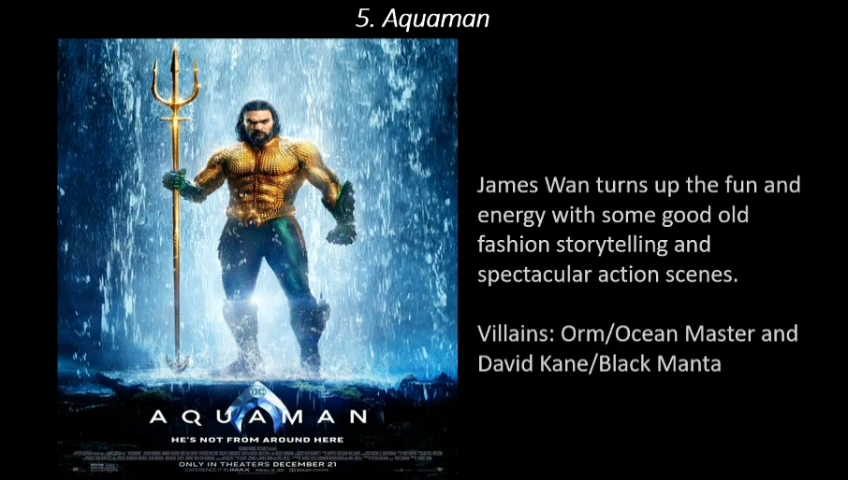 5. Aquaman
James Wan turns up the fun and
energy with some good old
fashion storytelling and
spectacular action scenes.
Villains: Orm/Ocean Master and
David Kane/Black Manta
DC
AQUAMAN
HE'S NOT FROM AROUND HERE
ONLY IN THEATERS DECEMBER 21